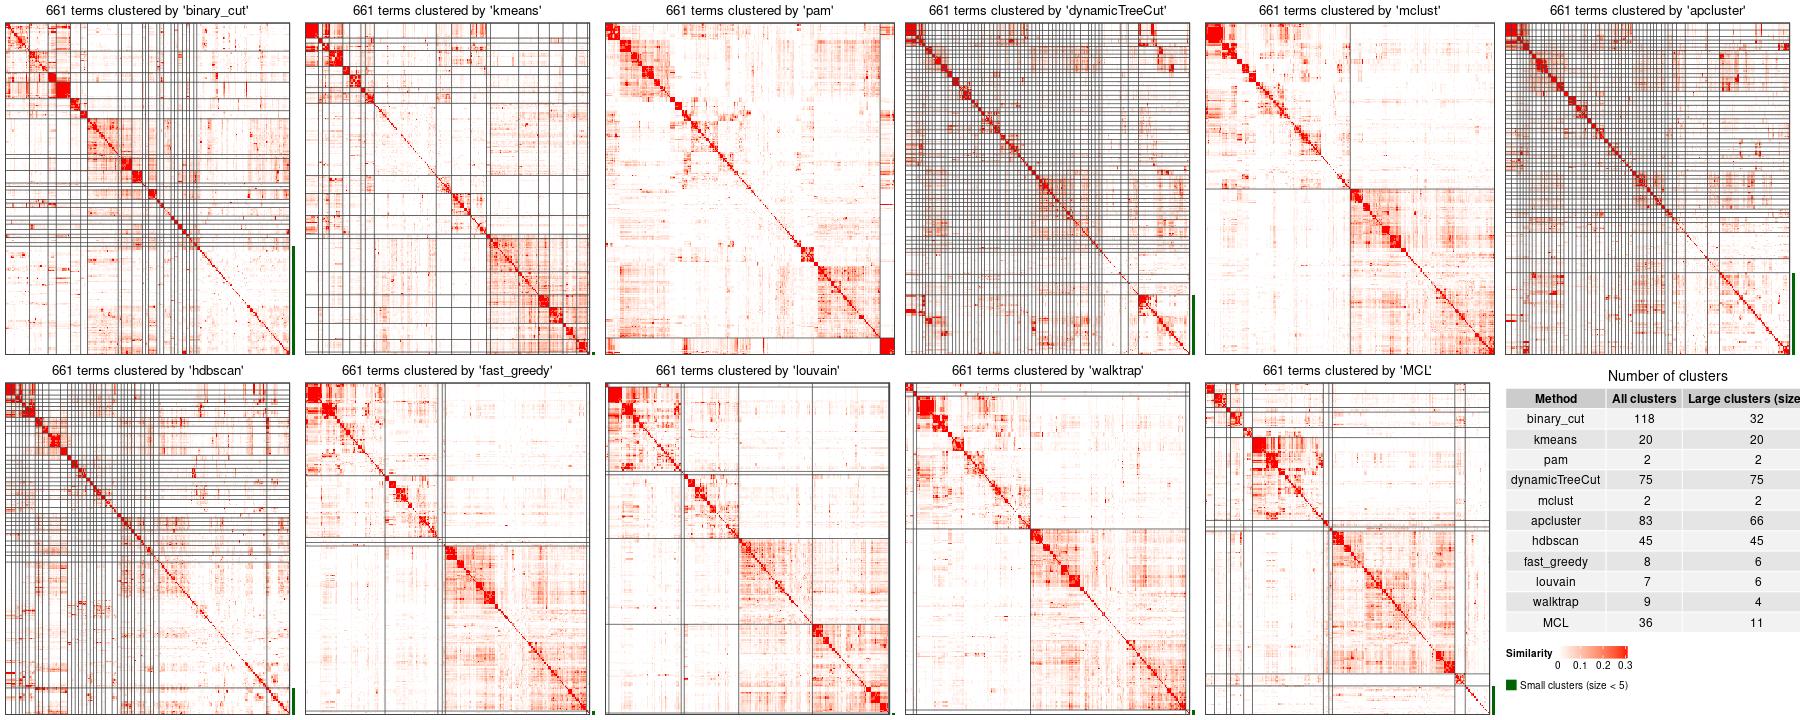 661 terms clustered by 'binary_cut'
661 terms clustered by 'kmeans'
661 terms clustered by 'pam'
661 terms clustered by 'dynamicTreeCut'
661 terms clustered by 'mclust'
661 terms clustered by 'apcluster'
661 terms clustered by 'hdbscan'
661 terms clustered by 'fast_greedy'
661 terms clustered by 'louvain'
661 terms clustered by 'walktrap'
661 terms clustered by 'MCL'
Number of clusters
Method All clusters Large clusters (size
binary_cut 118 32
kmeans 20 20
pam 2 2
dynamicTreeCut 75 75
mclust 2 2
apcluster 83 66
hdbscan 45 45
fast_greedy 8 6
louvain 7 6
walktrap 9 4
MCL 36 11
Similarity
0 0.1 0.2 0.3
Small clusters (size < 5)